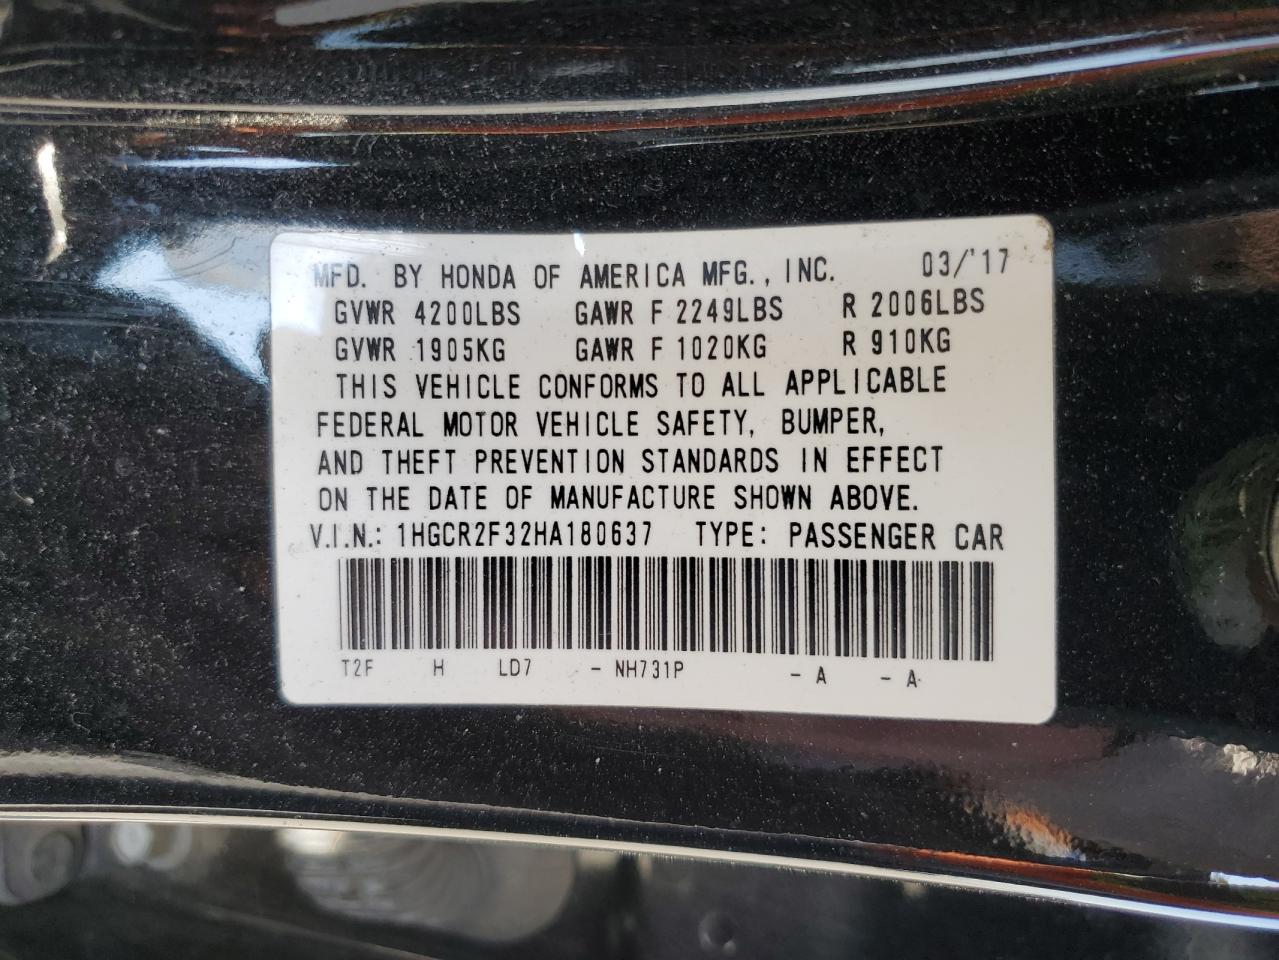 MFD. BY HONDA OF AMERICA MFG., INC. 03/'17
GVWR 4200LBS GAWR F 2249LBS R 2006LBS
GVWR 1905KG GAWR F 1020KG R 910KG
THIS VEHICLE CONFORMS TO ALL APPLICABLE
FEDERAL MOTOR VEHICLE SAFETY, BUMPER,
AND THEFT PREVENTION STANDARDS IN EFFECT
ON THE DATE OF MANUFACTURE SHOWN ABOVE.
V.I.N.: 1HGCR2F32HA180637 TYPE: PASSENGER CAR
T2F H LD7 - NH731P - A - A